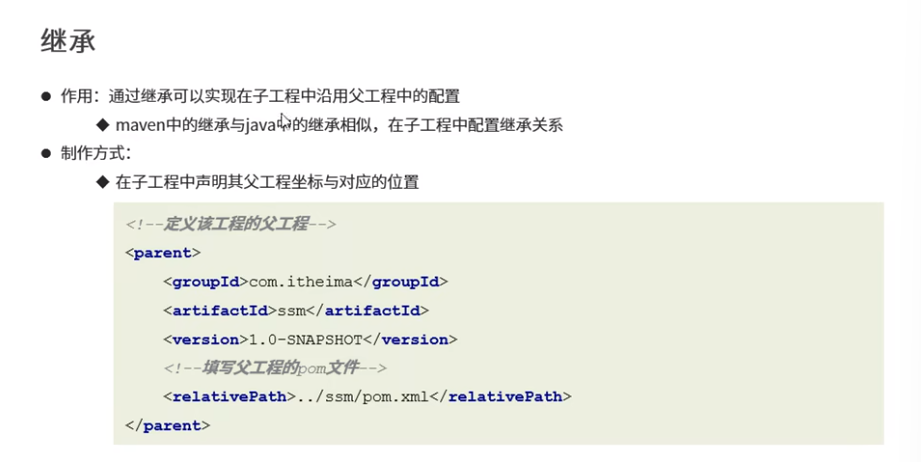 继承
● 作用：通过继承可以实现在子工程中沿用父工程中的配置
◆ maven中的继承与java中的继承相似，在子工程中配置继承关系
● 制作方式：
◆ 在子工程中声明其父工程坐标与对应的位置
<!--定义该工程的父工程-->
<parent>
<groupId>com.itheima</groupId>
<artifactId>ssm</artifactId>
<version>1.0-SNAPSHOT</version>
<!--填写父工程的pom文件-->
<relativePath>../ssm/pom.xml</relativePath>
</parent>